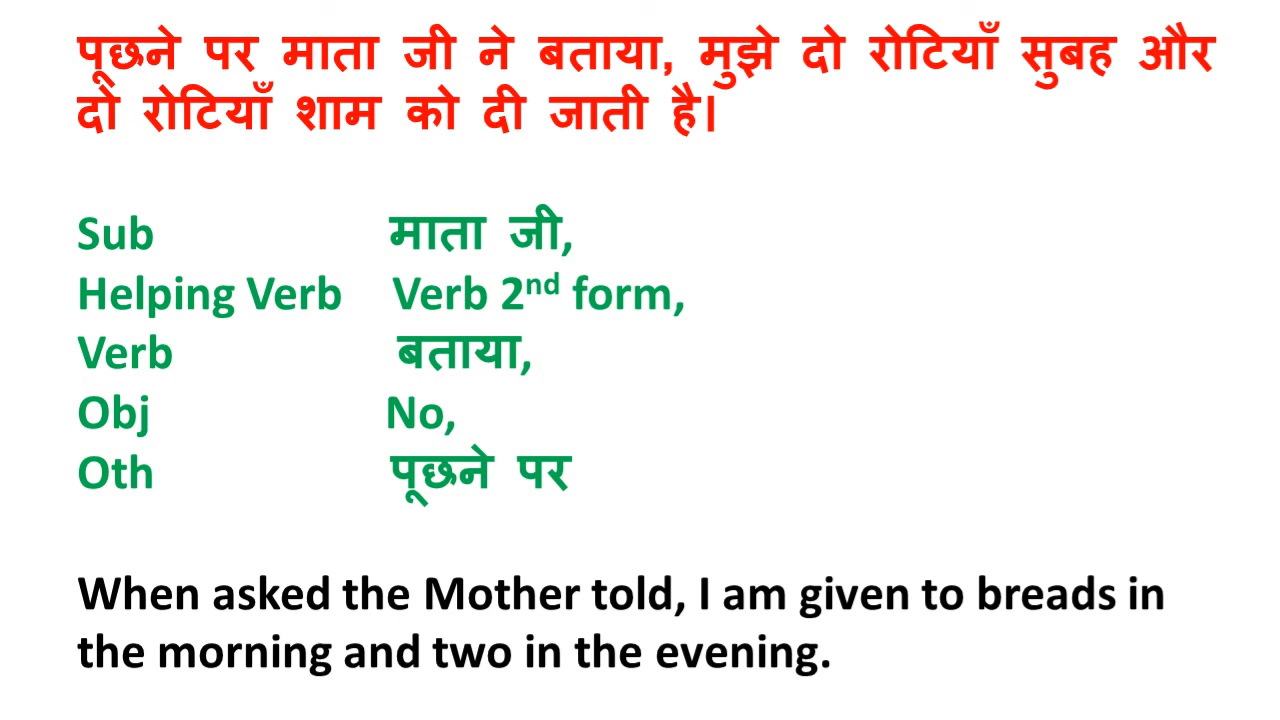 पूछने पर माता जी ने बताया, मुझे दो रोटियाँ सुबह और
दो रोटियाँ शाम को दी जाती है।
Sub माता जी,
Helping Verb Verb 2nd form,
Verb बताया,
Obj No,
Oth पूछने पर
When asked the Mother told, I am given to breads in
the morning and two in the evening.